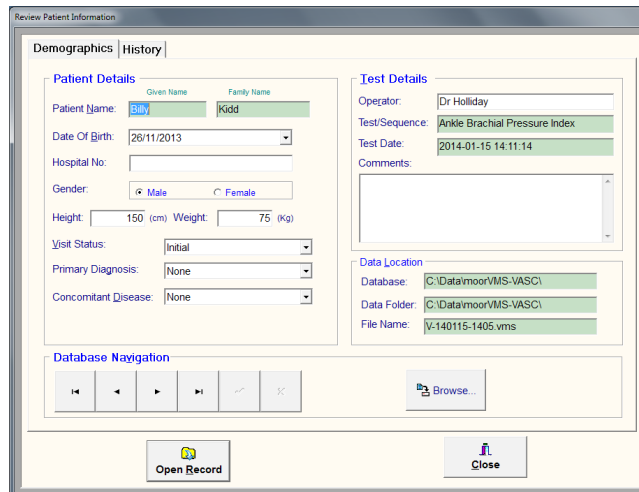 Review Patient Information
Demographics History
Patient Details
Given Name Family Name
Patient Name: Billy Kidd
Date Of Birth: 26/11/2013
Hospital No:
Gender: Male Female
Height: 150 (cm) Weight: 75 (Kg)
Visit Status: Initial
Primary Diagnosis: None
Concomitant Disease: None
Test Details
Operator: Dr Holliday
Test/Sequence: Ankle Brachial Pressure Index
Test Date: 2014-01-15 14:11:14
Comments:
Data Location
Database: C:\Data\moorVMS-VASC\
Data Folder: C:\Data\moorVMS-VASC\
File Name: V-140115-1405.vms
Database Navigation
Browse...
Open Record
Close